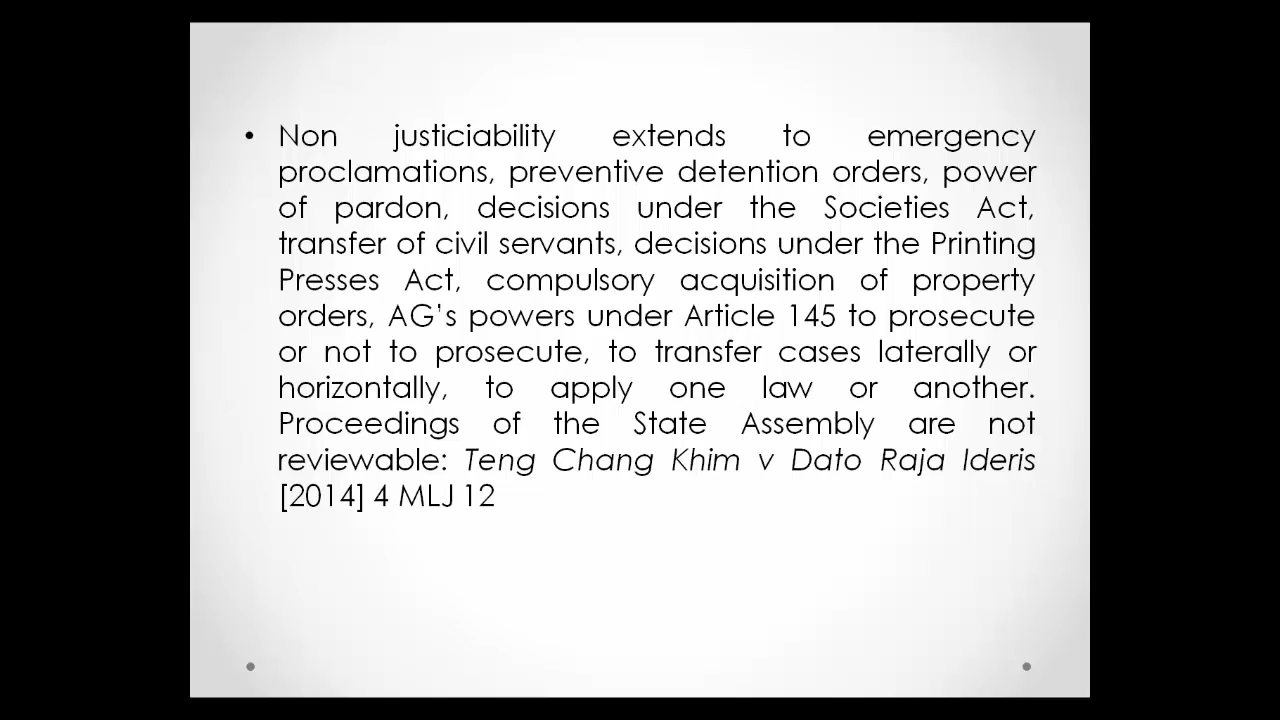 • Non justiciability extends to emergency
proclamations, preventive detention orders, power
of pardon, decisions under the Societies Act,
transfer of civil servants, decisions under the Printing
Presses Act, compulsory acquisition of property
orders, AG's powers under Article 145 to prosecute
or not to prosecute, to transfer cases laterally or
horizontally, to apply one law or another.
Proceedings of the State Assembly are not
reviewable: Teng Chang Khim v Dato Raja Ideris
[2014] 4 MLJ 12